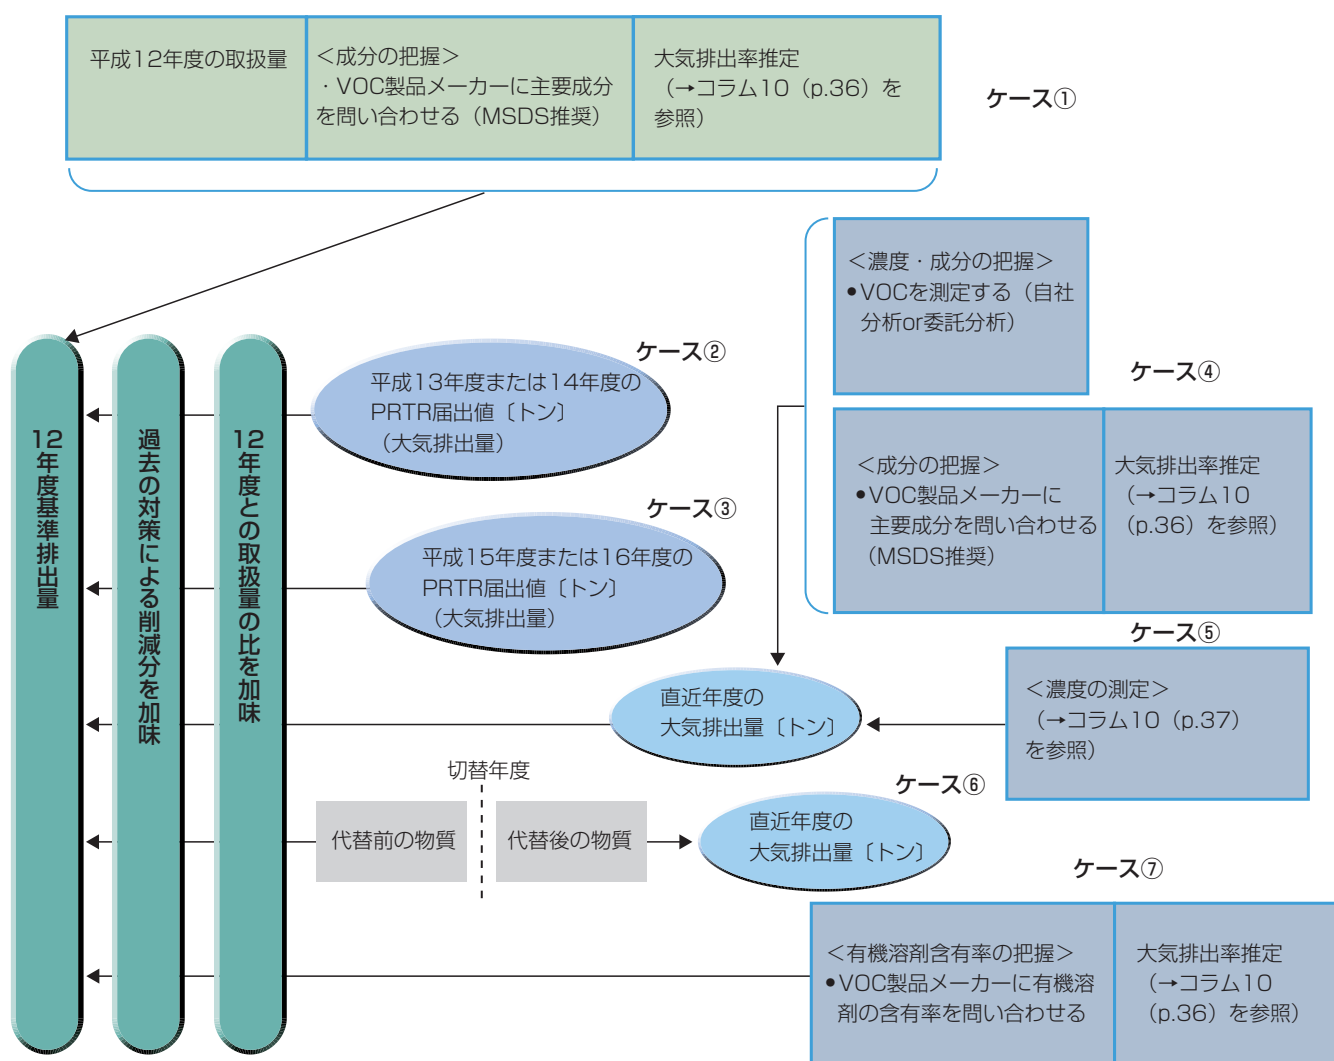 平成12年度の取扱量
＜成分の把握＞
・VOC製品メーカーに主要成分
を問い合わせる（MSDS推奨）
大気排出率推定
（→コラム10（p.36）を
参照）
ケース①
＜濃度・成分の把握＞
●VOCを測定する（自社
分析or委託分析）
ケース④
＜成分の把握＞
●VOC製品メーカーに
主要成分を問い合わせる
（MSDS推奨）
大気排出率推定
（→コラム10
（p.36）を参照）
ケース②
平成13年度または14年度の
PRTR届出値〔トン〕
（大気排出量）
ケース③
平成15年度または16年度の
PRTR届出値〔トン〕
（大気排出量）
12年度基準排出量
過去の対策による削減分を加味
12年度との取扱量の比を加味
ケース⑤
＜濃度の測定＞
（→コラム10（p.37）
を参照）
直近年度の
大気排出量〔トン〕
切替年度
代替前の物質
代替後の物質
ケース⑥
直近年度の
大気排出量〔トン〕
ケース⑦
＜有機溶剤含有率の把握＞
●VOC製品メーカーに有機溶
剤の含有率を問い合わせる
大気排出率推定
（→コラム10
（p.36）を参照）